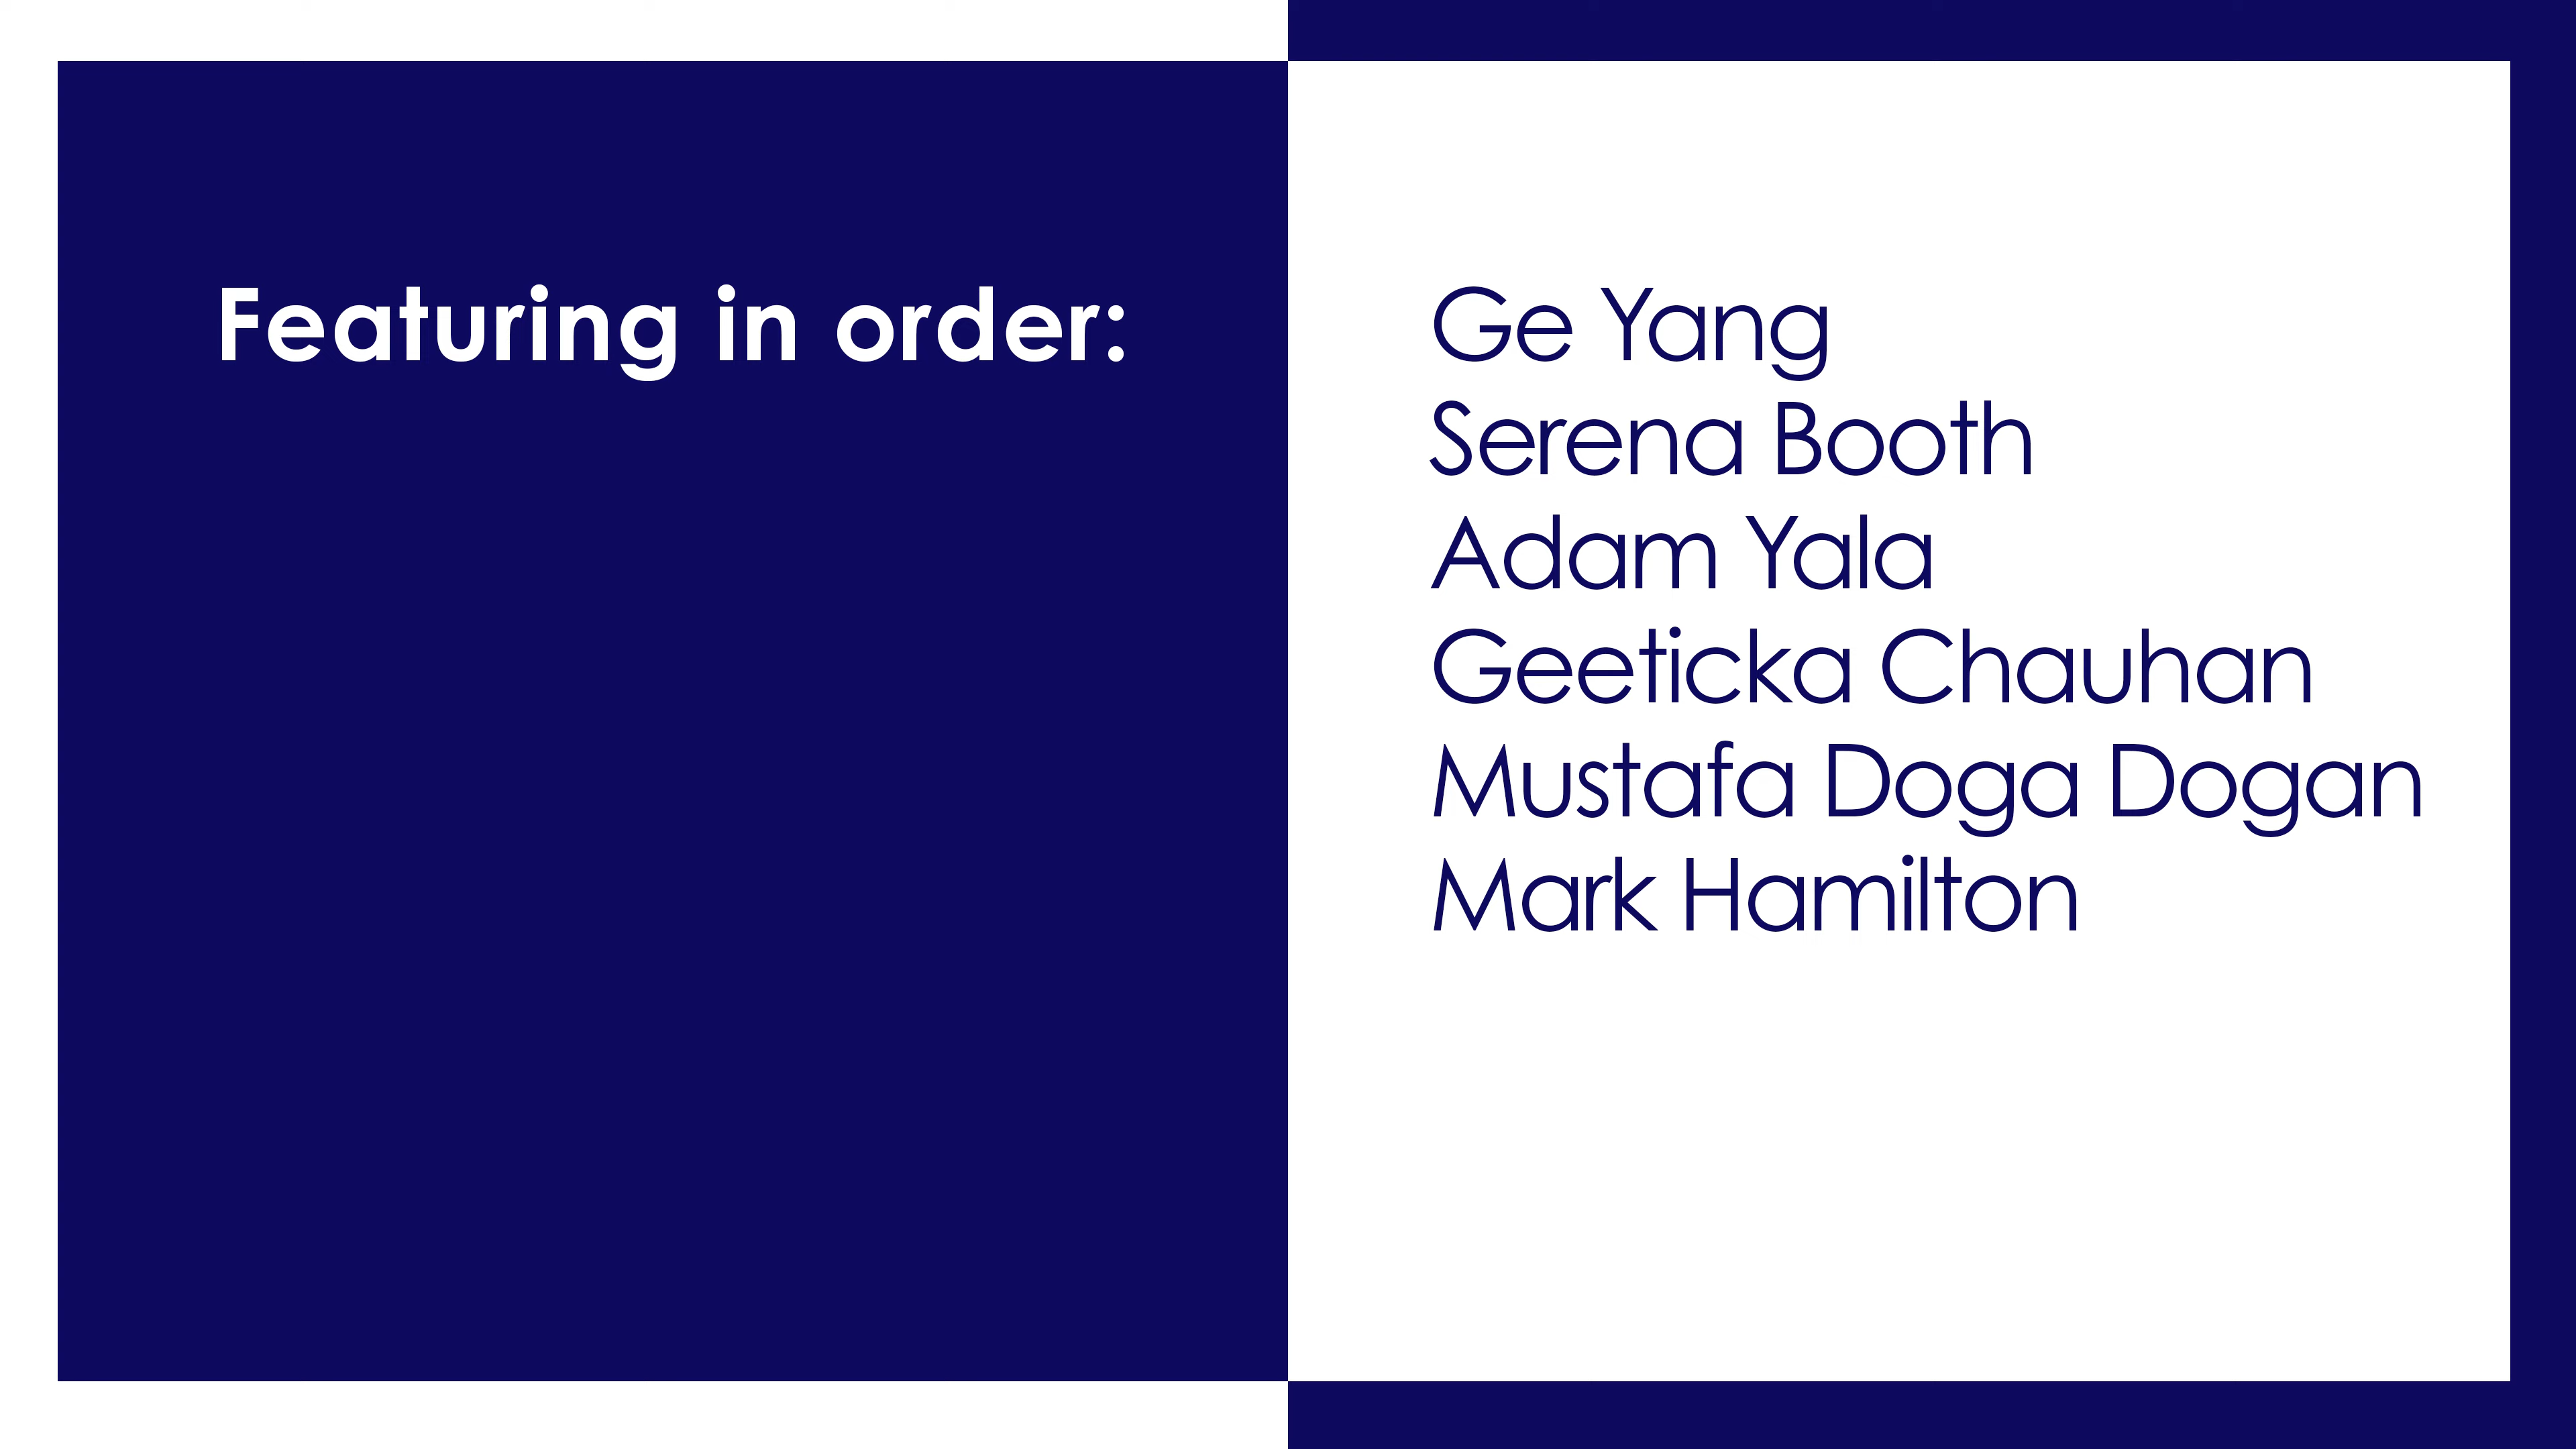 Featuring in order:
Ge Yang
Serena Booth
Adam Yala
Geeticka Chauhan
Mustafa Doga Dogan
Mark Hamilton